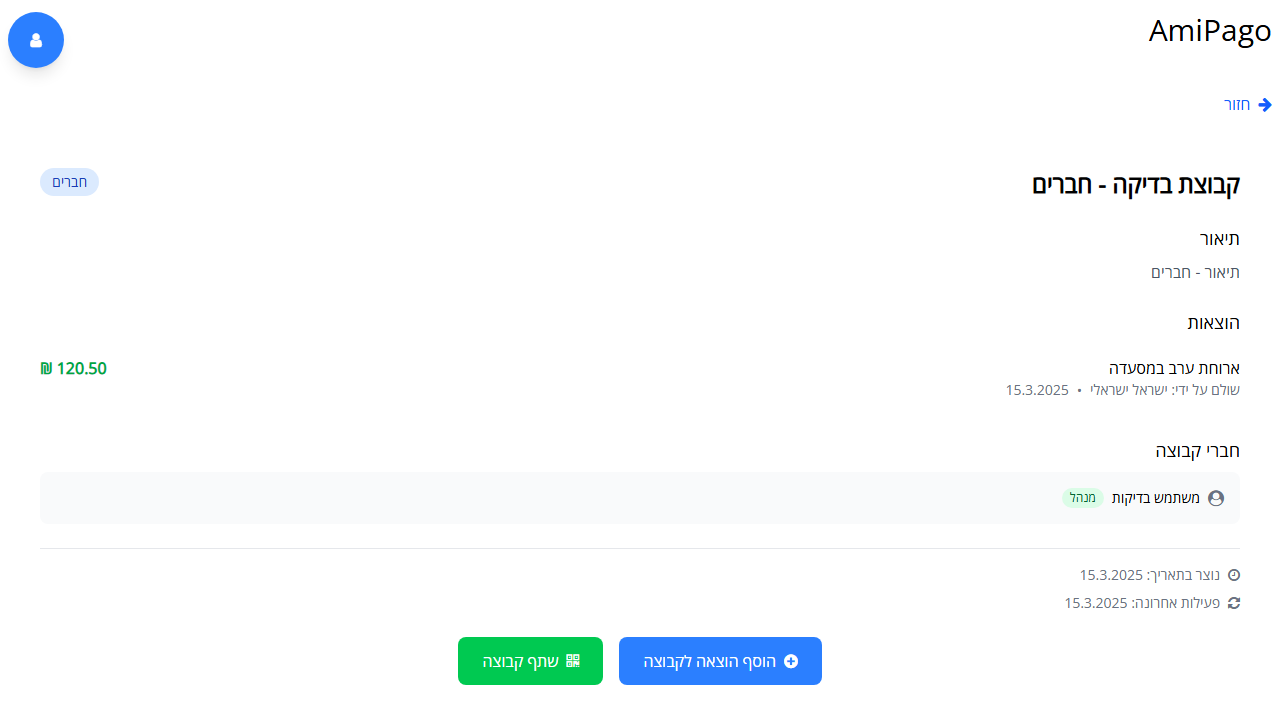 AmiPago
חזור
קבוצת בדיקה - חברים
חברים
תיאור
תיאור - חברים
הוצאות
ארוחת ערב במסעדה
120.50 ₪
שולם על ידי: ישראל ישראלי • 15.3.2025
חברי קבוצה
משתמש בדיקות מנהל
נוצר בתאריך: 15.3.2025
פעילות אחרונה: 15.3.2025
הוסף הוצאה לקבוצה
שתף קבוצה